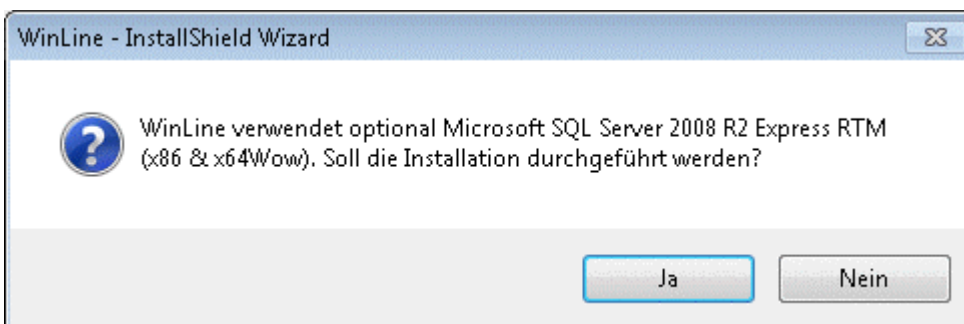 WinLine - InstallShield Wizard
WinLine verwendet optional Microsoft SQL Server 2008 R2 Express RTM
(x86 & x64Wow). Soll die Installation durchgeführt werden?
Ja
Nein